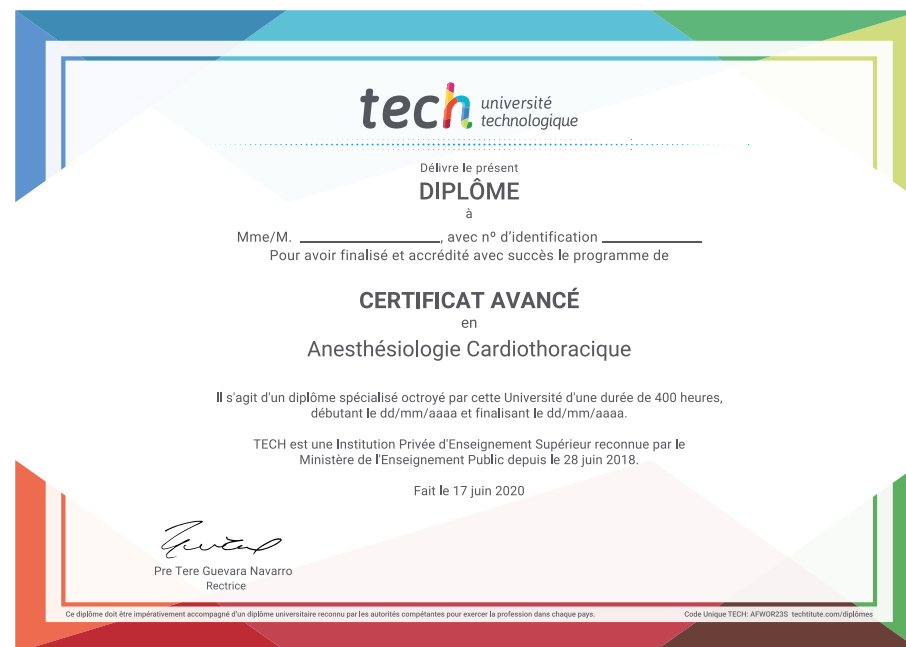 tech université
technologique
Délivre le présent
DIPLÔME
à
Mme/M. ____________________, avec nº d'identification ______________
Pour avoir finalisé et accrédité avec succès le programme de
CERTIFICAT AVANCÉ
en
Anesthésiologie Cardiothoracique
Il s'agit d'un diplôme spécialisé octroyé par cette Université d'une durée de 400 heures,
débutant le dd/mm/aaaa et finalisant le dd/mm/aaaa.
TECH est une Institution Privée d'Enseignement Supérieur reconnue par le
Ministère de l'Enseignement Public depuis le 28 juin 2018.
Fait le 17 juin 2020
Pre Tere Guevara Navarro
Rectrice
Ce diplôme doit être impérativement accompagné d'un diplôme universitaire reconnu par les autorités compétantes pour exercer la profession dans chaque pays.
Code Unique TECH: AFWOR23S techtitute.com/diplômes